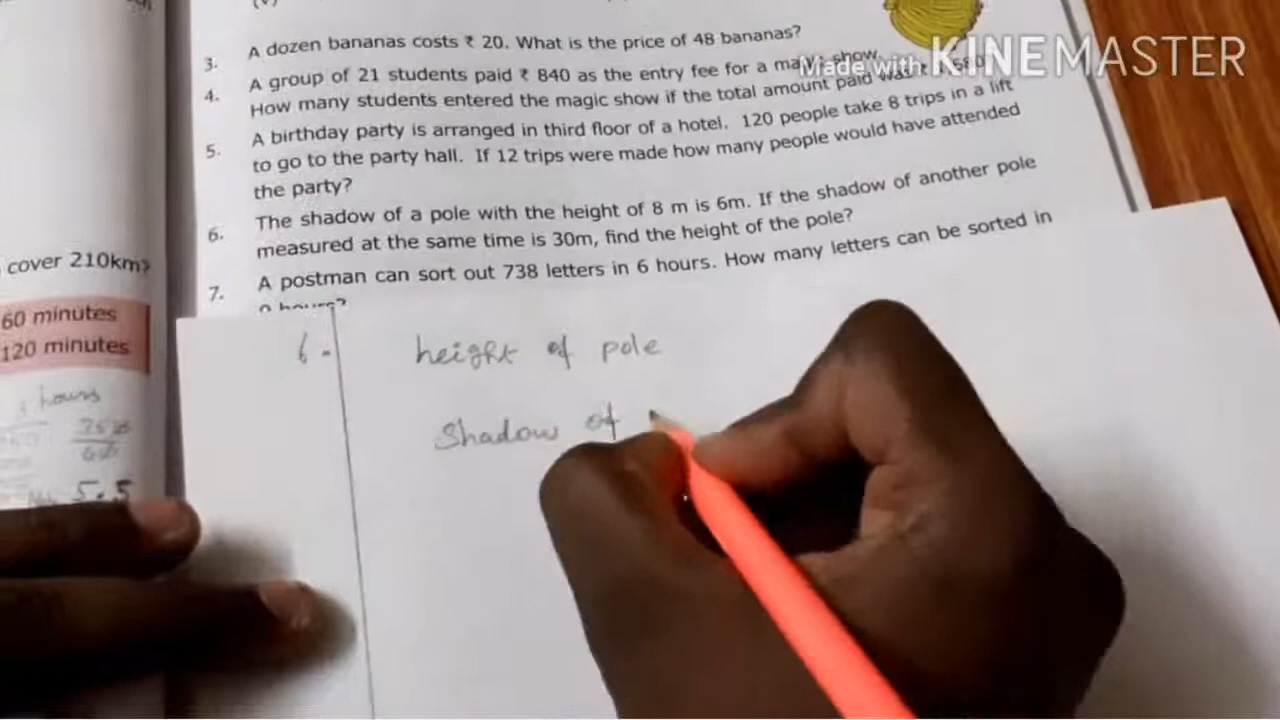 3. A dozen bananas costs ₹ 20. What is the price of 48 bananas?
4. A group of 21 students paid ₹ 840 as the entry fee for a magic show.
How many students entered the magic show if the total amount paid was ₹
5. A birthday party is arranged in third floor of a hotel. 120 people take 8 trips in a lift
to go to the party hall. If 12 trips were made how many people would have attended
the party?
6. The shadow of a pole with the height of 8 m is 6m. If the shadow of another pole
measured at the same time is 30m, find the height of the pole?
7. A postman can sort out 738 letters in 6 hours. How many letters can be sorted in
hours?
Made with KINEMASTER
cover 210km?
60 minutes
120 minutes
hours
5.5
6.
height of pole
Shadow of